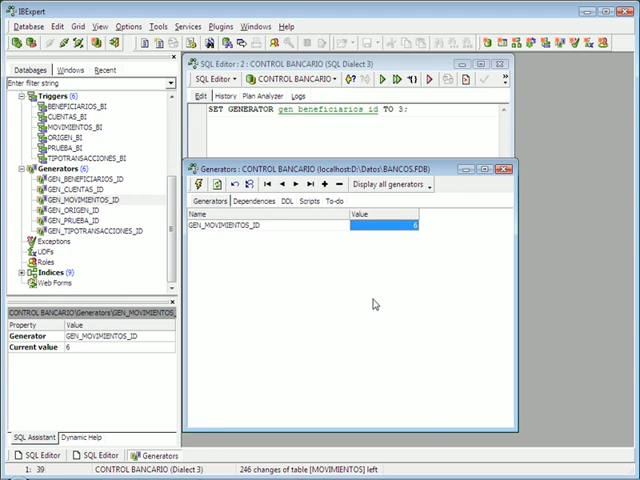 IBExpert
Database Edit Grid View Options Tools Services Plugins Windows Help
Databases Windows Recent
Enter filter string
Triggers (6)
BENEFICIARIOS_BI
CUENTAS_BI
MOVIMIENTOS_BI
ORIGEN_BI
PRUEBA_BI
TIPOTRANSACCIONES_BI
Generators (6)
GEN_BENEFICIARIOS_ID
GEN_CUENTAS_ID
GEN_MOVIMIENTOS_ID
GEN_ORIGEN_ID
GEN_PRUEBA_ID
GEN_TIPOTRANSACCIONES_ID
Exceptions
UDFs
Roles
Indices (9)
Web Forms
CONTROL BANCARIO\Generators\GEN_MOVIMIENTOS_
Property Value
Generator GEN_MOVIMIENTOS_ID
Current value 6
SQL Assistant Dynamic Help
SQL Editor : 2 : CONTROL BANCARIO (SQL Dialect 3)
SQL Editor CONTROL BANCARIO
Edit History Plan Analyzer Logs
SET GENERATOR gen_beneficiarios_id TO 3;
Generators : CONTROL BANCARIO (localhost:D:\Datos\BANCOS.FDB)
Display all generators
Generators Dependencies DDL Scripts To-do
Name Value
GEN_MOVIMIENTOS_ID 6
SQL Editor SQL Editor Generators
1: 39 CONTROL BANCARIO (Dialect 3) 246 changes of table [MOVIMIENTOS] left